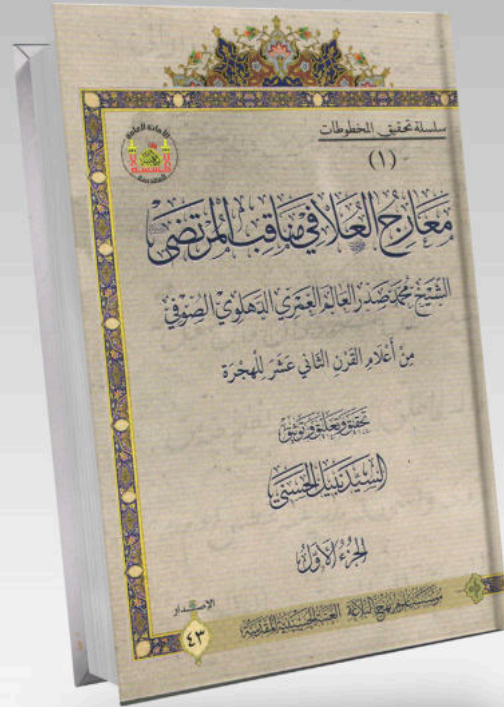 سلسلة تحقيق المخطوطات
(١)
معارج العلا في مناقب المرتضى
الشيخ محمد صدر العالم العمري الدهلوي الصوفي
من أعلام القرن الثاني عشر للهجرة
تحقيق وتعليق وتوثيق
السيد نبيل الحسني
الجزء الأول
الإصدار
٤٣
مؤسسة علوم نهج البلاغة العتبة الحسينية المقدسة